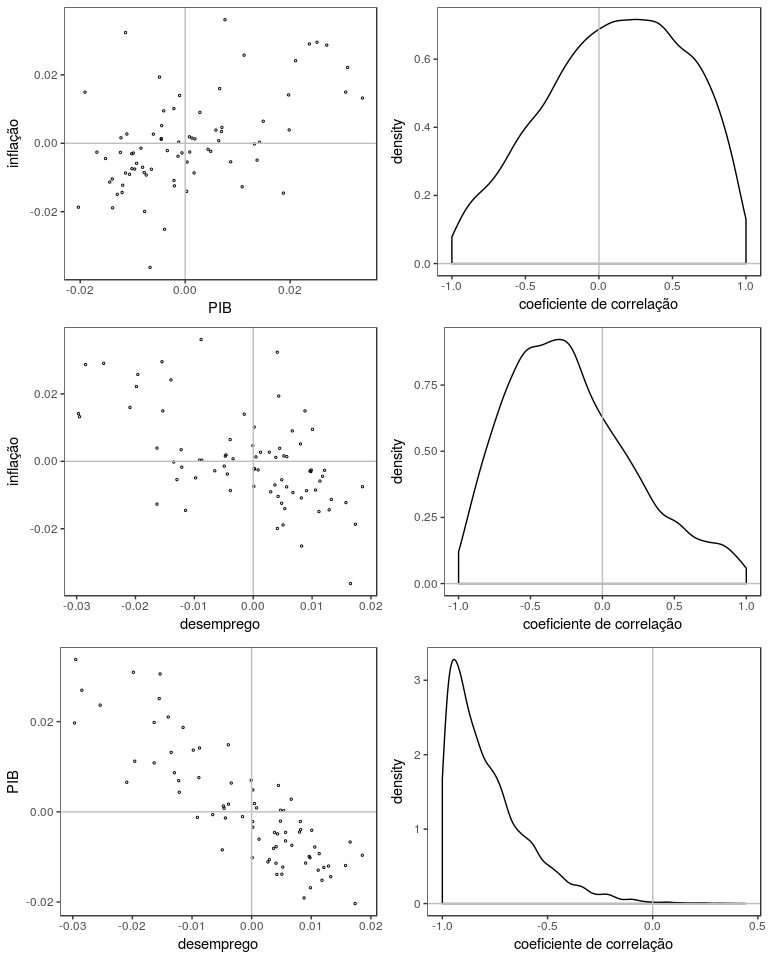 inflação
0.02
0.00
-0.02
-0.02 0.00 0.02
PIB
density
0.6
0.4
0.2
0.0
-1.0 -0.5 0.0 0.5 1.0
coeficiente de correlação
inflação
0.02
0.00
-0.02
-0.03 -0.02 -0.01 0.00 0.01 0.02
desemprego
density
0.75
0.50
0.25
0.00
-1.0 -0.5 0.0 0.5 1.0
coeficiente de correlação
PIB
0.02
0.00
-0.02
-0.03 -0.02 -0.01 0.00 0.01 0.02
desemprego
density
3
2
1
0
-1.0 -0.5 0.0 0.5
coeficiente de correlação